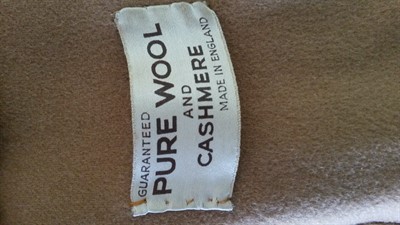 GUARANTEED
PURE WOOL
AND
CASHMERE
MADE IN ENGLAND